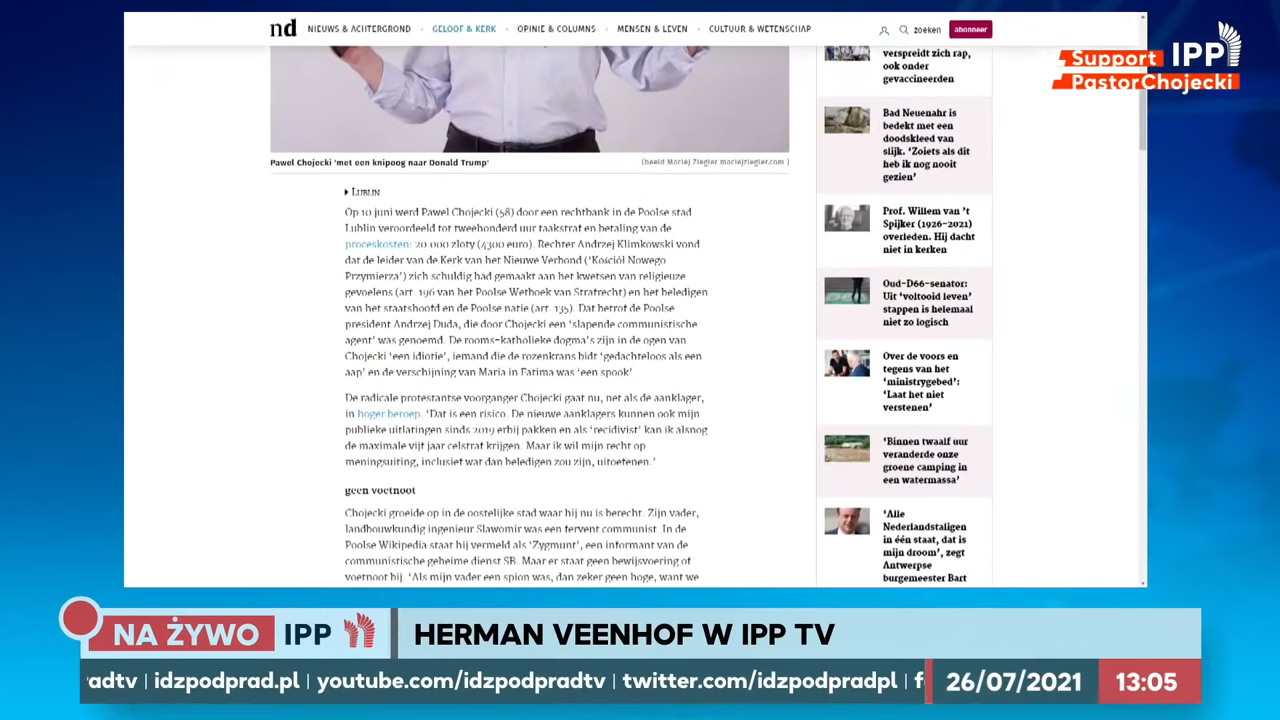 nd
NIEUWS & ACHTERGROND
GELOOF & KERK
OPINIE & COLUMNS
MENSEN & LEVEN
CULTUUR & WETENSCHAP
zoeken
abonneer
Support
IPP
PastorChojecki
Pawel Chojecki 'met een knipoog naar Donald Trump'
(beeld Maciej Ziegler maciejziegler.com )
LUBLIN
Op 10 juni werd Pawel Chojecki (58) door een rechtbank in de Poolse stad
Lublin veroordeeld tot tweehonderd uur taakstraf en betaling van de
proceskosten: 20.000 zloty (4300 euro). Rechter Andrzej Klimkowski vond
dat de leider van de Kerk van het Nieuwe Verbond ('Kościół Nowego
Przymierza') zich schuldig had gemaakt aan het kwetsen van religieuze
gevoelens (art. 196 van het Poolse Wetboek van Strafrecht) en het beledigen
van het staatshoofd en de Poolse natie (art. 135). Dat betrof de Poolse
president Andrzej Duda, die door Chojecki een 'slapende communistische
agent' was genoemd. De rooms-katholieke dogma's zijn in de ogen van
Chojecki 'een idiotie', iemand die de rozenkrans bidt 'gedachteloos als een
aap' en de verschijning van Maria in Fatima was 'een spook'
De radicale protestantse voorganger Chojecki gaat nu, net als de aanklager,
in hoger beroep. 'Dat is een risico. De nieuwe aanklagers kunnen ook mijn
publieke uitlatingen sinds 2019 erbij pakken en als 'recidivist' kan ik alsnog
de maximale vijf jaar celstraf krijgen. Maar ik wil mijn recht op
meningsuiting, inclusief wat dan beledigen zou zijn, uitoefenen.'
geen voetnoot
Chojecki groeide op in de oostelijke stad waar hij nu is berecht. Zijn vader,
landbouwkundig ingenieur Slawomir was een fervent communist. In de
Poolse Wikipedia staat hij vermeld als 'Zygmunt', een informant van de
communistische geheime dienst SB. Maar er staat geen bewijsvoering of
voetnoot bij. 'Als mijn vader een spion was, dan zeker geen hoge, want we
verspreidt zich rap,
ook onder
gevaccineerden
Bad Neuenahr is
bedekt met een
doodskleed van
slijk. 'Zoiets als dit
heb ik nog nooit
gezien'
Prof. Willem van 't
Spijker (1926-2021)
overleden. Hij dacht
niet in kerken
Oud-D66-senator:
Uit 'voltooid leven'
stappen is helemaal
niet zo logisch
Over de voors en
tegens van het
'ministrygebed':
'Laat het niet
verstenen'
'Binnen twaalf uur
veranderde onze
groene camping in
een watermassa'
'Alle
Nederlandstaligen
in één staat, dat is
mijn droom', zegt
Antwerpse
burgemeester Bart
NA ŻYWO
IPP
HERMAN VEENHOF W IPP TV
adtv | idzpodprad.pl | youtube.com/idzpodpradtv | twitter.com/idzpodpradpl | f
26/07/2021
13:05